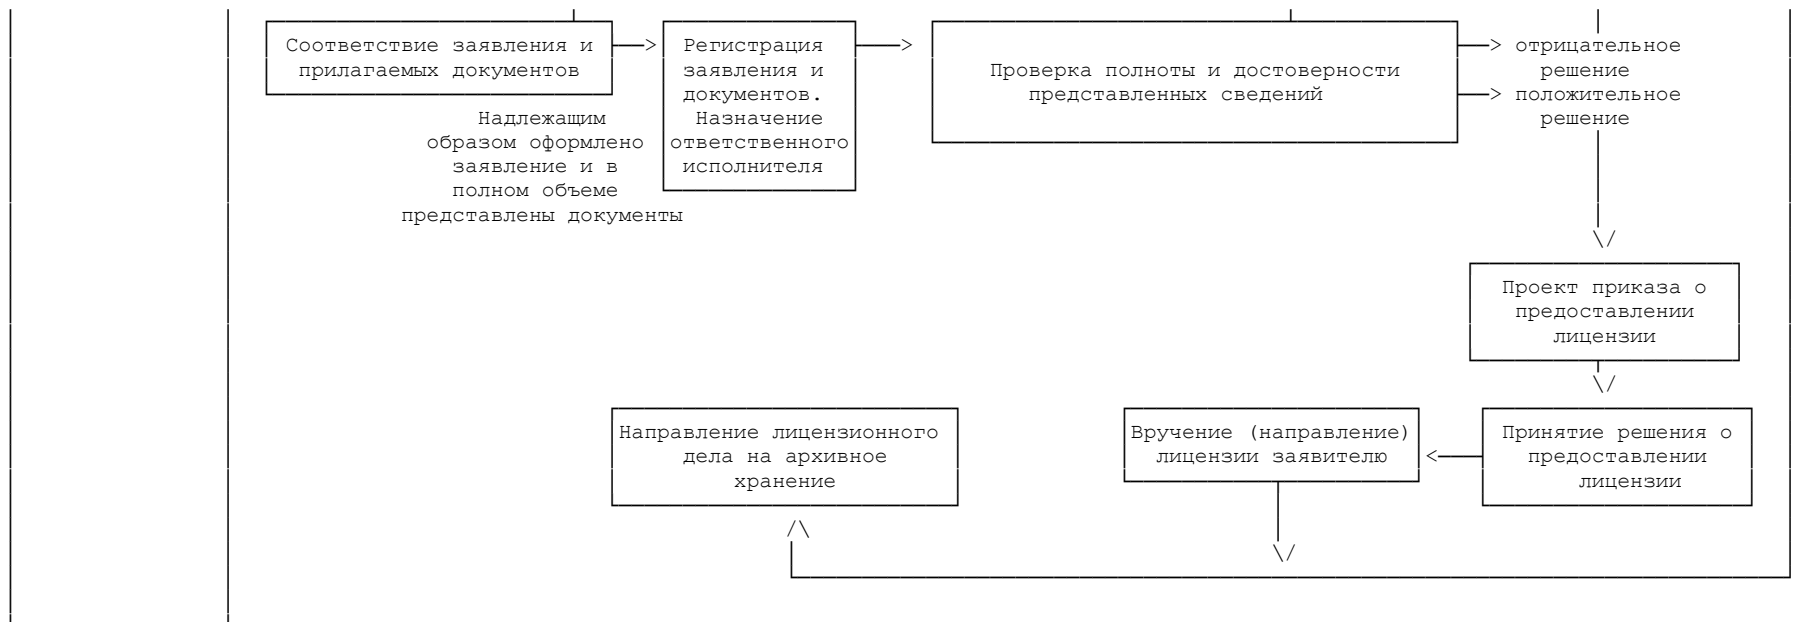 Соответствие заявления и
прилагаемых документов
Надлежащим
образом оформлено
заявление и в
полном объеме
представлены документы
Регистрация
заявления и
документов.
Назначение
ответственного
исполнителя
Проверка полноты и достоверности
представленных сведений
отрицательное
решение
положительное
решение
Проект приказа о
предоставлении
лицензии
Направление лицензионного
дела на архивное
хранение
Вручение (направление)
лицензии заявителю
Принятие решения о
предоставлении
лицензии